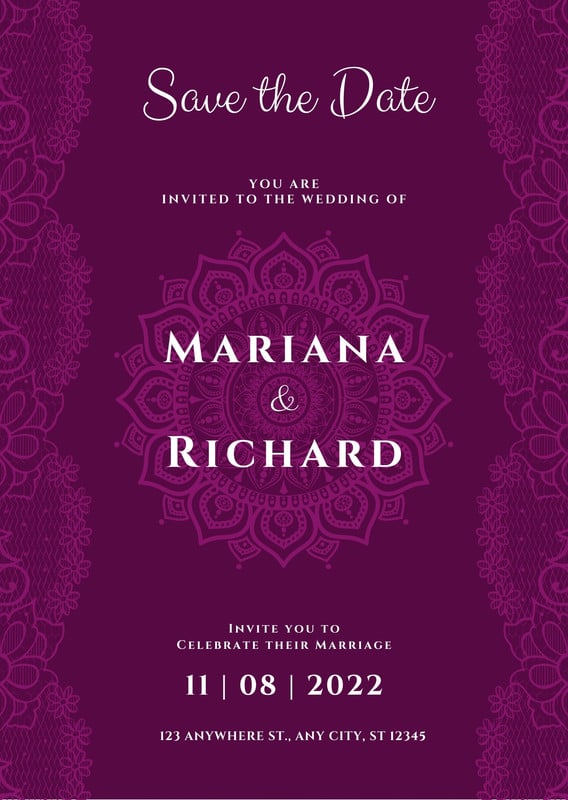 Save the Date
YOU ARE
INVITED TO THE WEDDING OF
MARIANA
&
RICHARD
INVITE YOU TO
CELEBRATE THEIR MARRIAGE
11 | 08 | 2022
123 ANYWHERE ST., ANY CITY, ST 12345